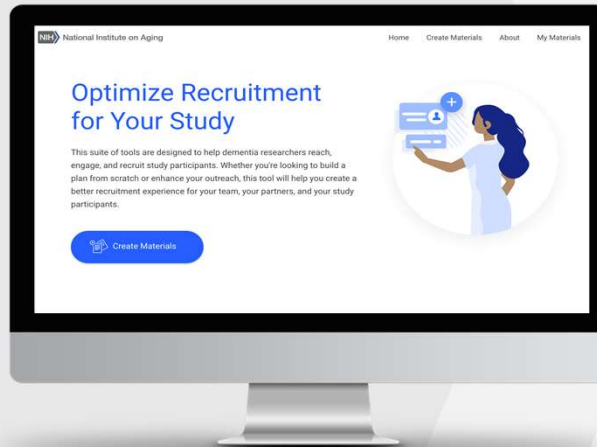 NIH National Institute on Aging
Home Create Materials About My Materials
Optimize Recruitment
for Your Study
This suite of tools are designed to help dementia researchers reach,
engage, and recruit study participants. Whether you're looking to build a
plan from scratch or enhance your outreach, this tool will help you create a
better recruitment experience for your team, your partners, and your study
participants.
Create Materials